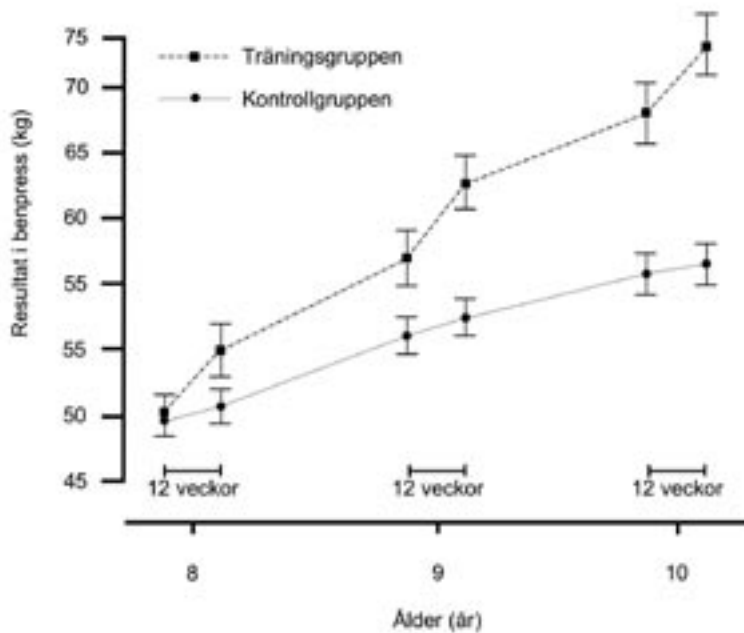 Resultat i benpress (kg)
75
70
65
60
55
55
50
45
Träningsgruppen
Kontrollgruppen
12 veckor
12 veckor
12 veckor
8
9
10
Ålder (år)